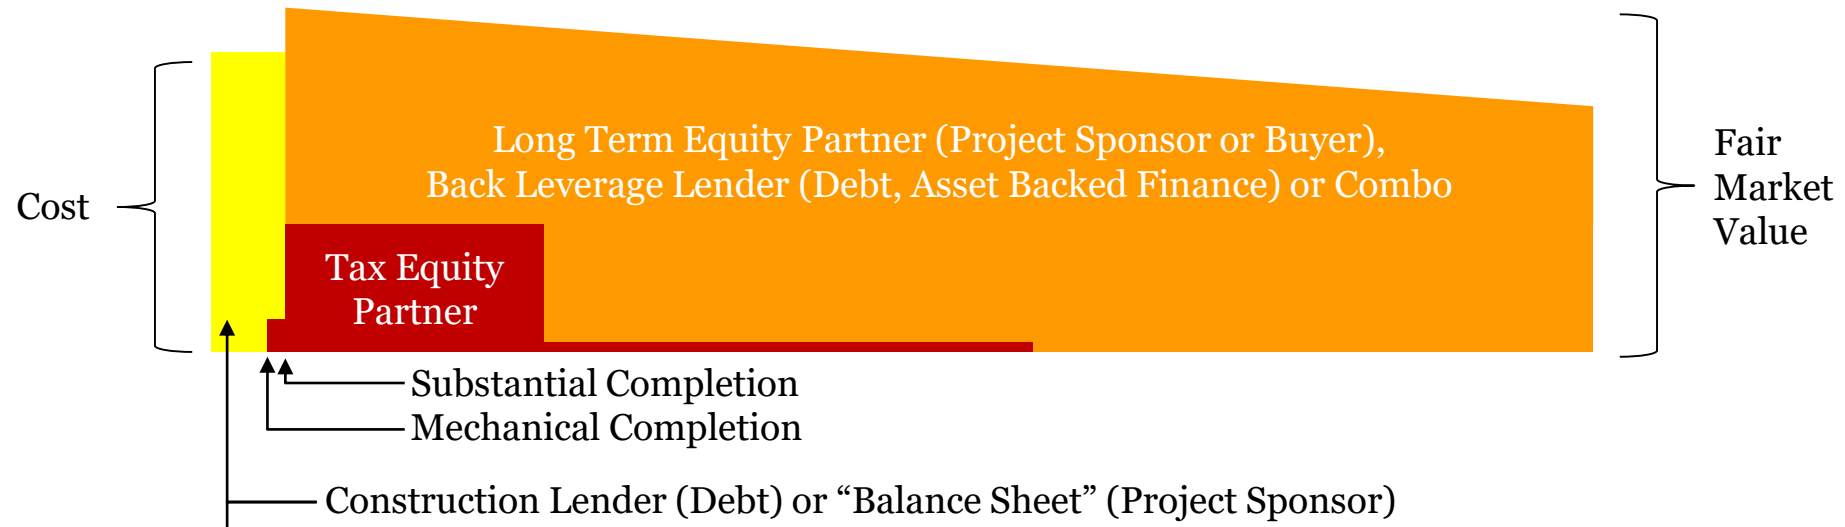 Long Term Equity Partner (Project Sponsor or Buyer),
Back Leverage Lender (Debt, Asset Backed Finance) or Combo
Fair
Market
Value
Cost
Tax Equity
Partner
Substantial Completion
Mechanical Completion
Construction Lender (Debt) or “Balance Sheet” (Project Sponsor)